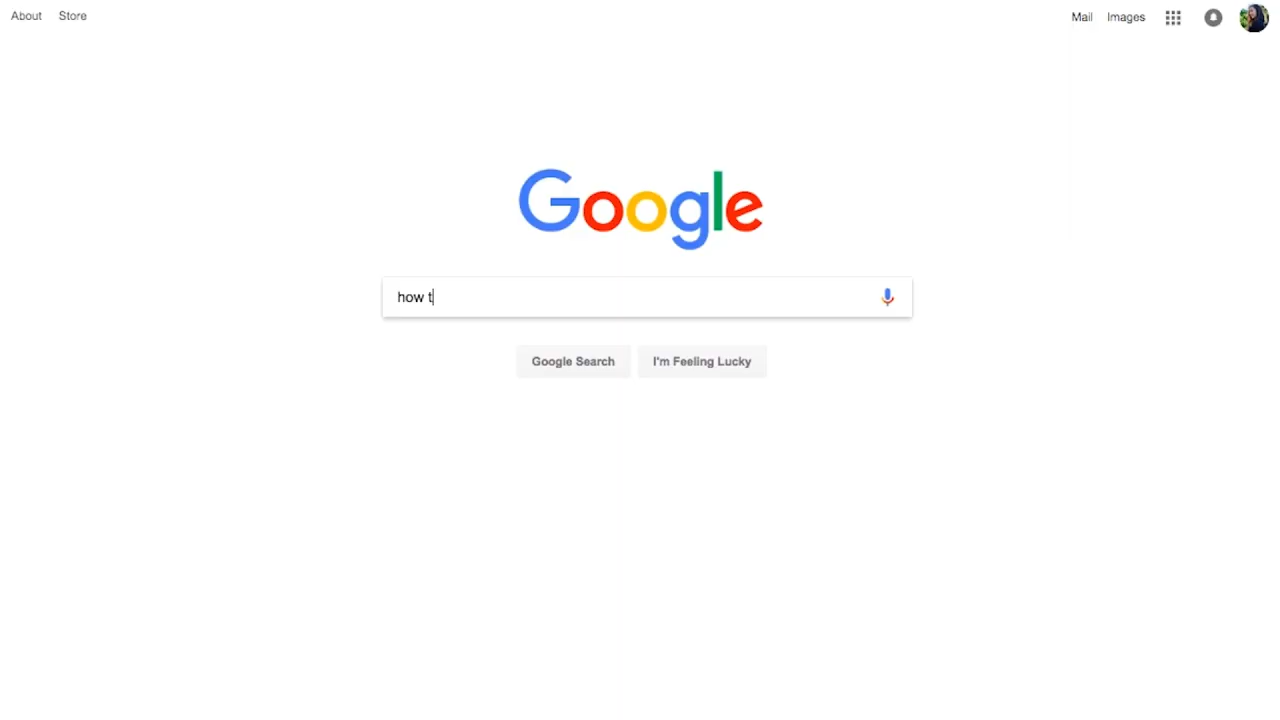 About Store
Mail Images
Google
how t
Google Search I'm Feeling Lucky